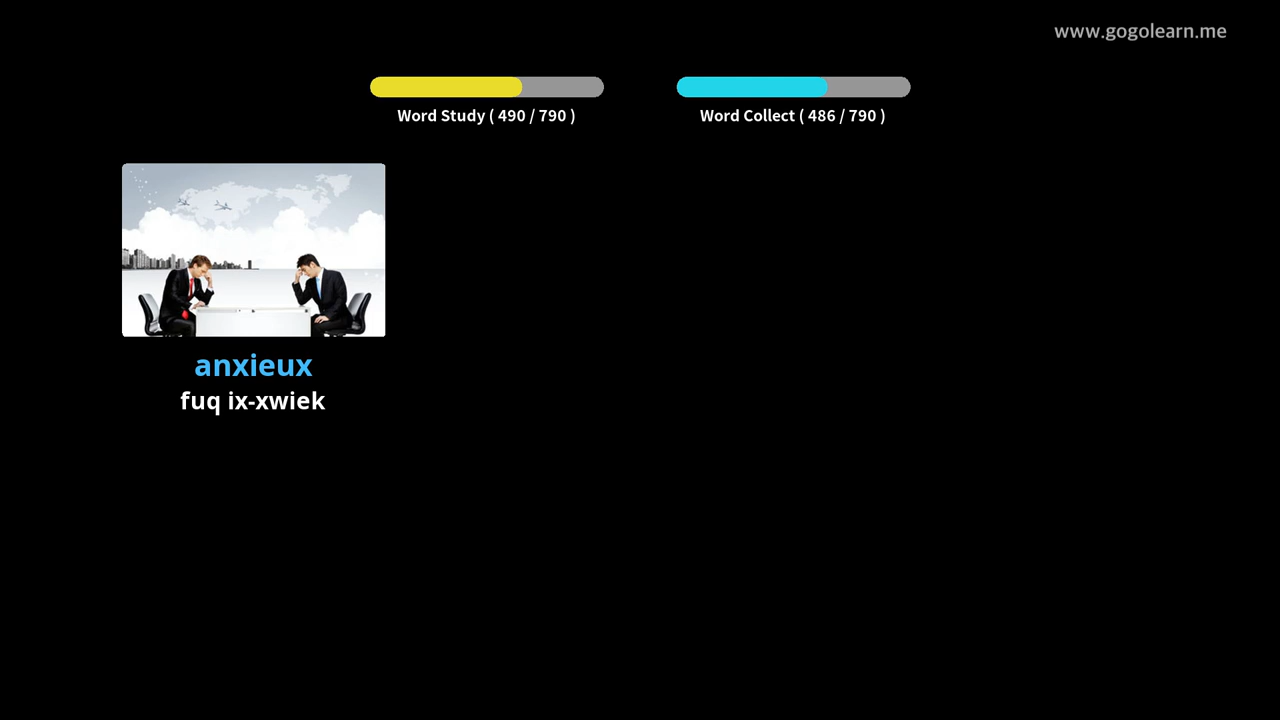 www.gogolearn.me
Word Study ( 490 / 790 )
Word Collect ( 486 / 790 )
anxieux
fuq ix-xwiek